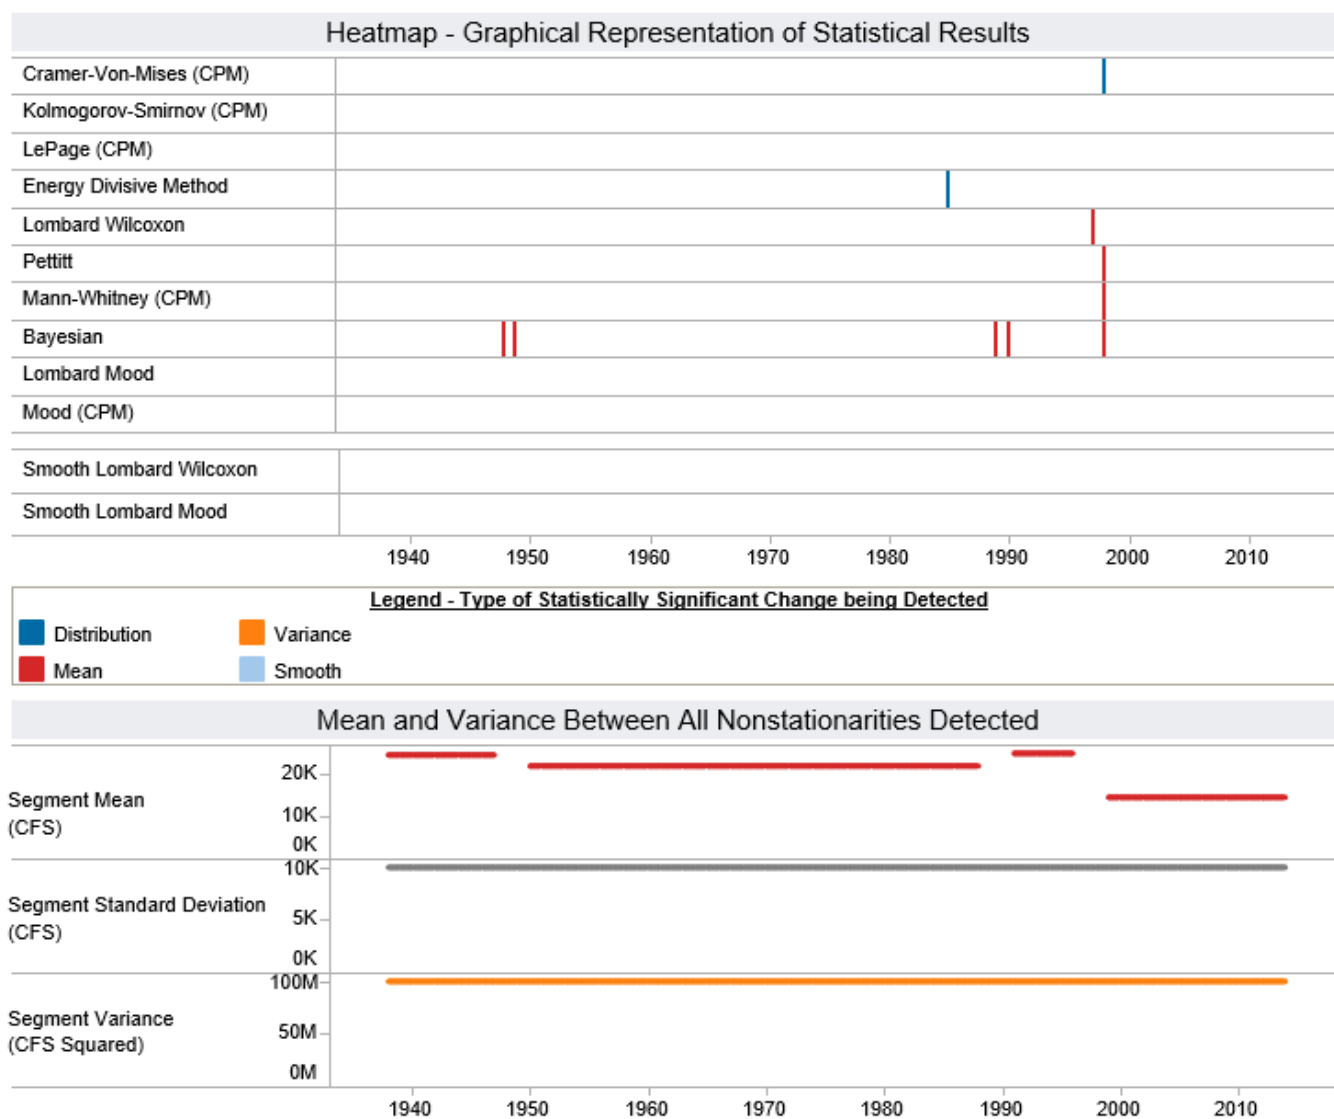 Heatmap - Graphical Representation of Statistical Results
Cramer-Von-Mises (CPM)
Kolmogorov-Smirnov (CPM)
LePage (CPM)
Energy Divisive Method
Lombard Wilcoxon
Pettitt
Mann-Whitney (CPM)
Bayesian
Lombard Mood
Mood (CPM)
Smooth Lombard Wilcoxon
Smooth Lombard Mood
1940 1950 1960 1970 1980 1990 2000 2010
Legend - Type of Statistically Significant Change being Detected
Distribution Variance
Mean Smooth
Mean and Variance Between All Nonstationarities Detected
Segment Mean
(CFS)
20K
10K
0K
Segment Standard Deviation
(CFS)
10K
5K
0K
Segment Variance
(CFS Squared)
100M
50M
0M
1940 1950 1960 1970 1980 1990 2000 2010